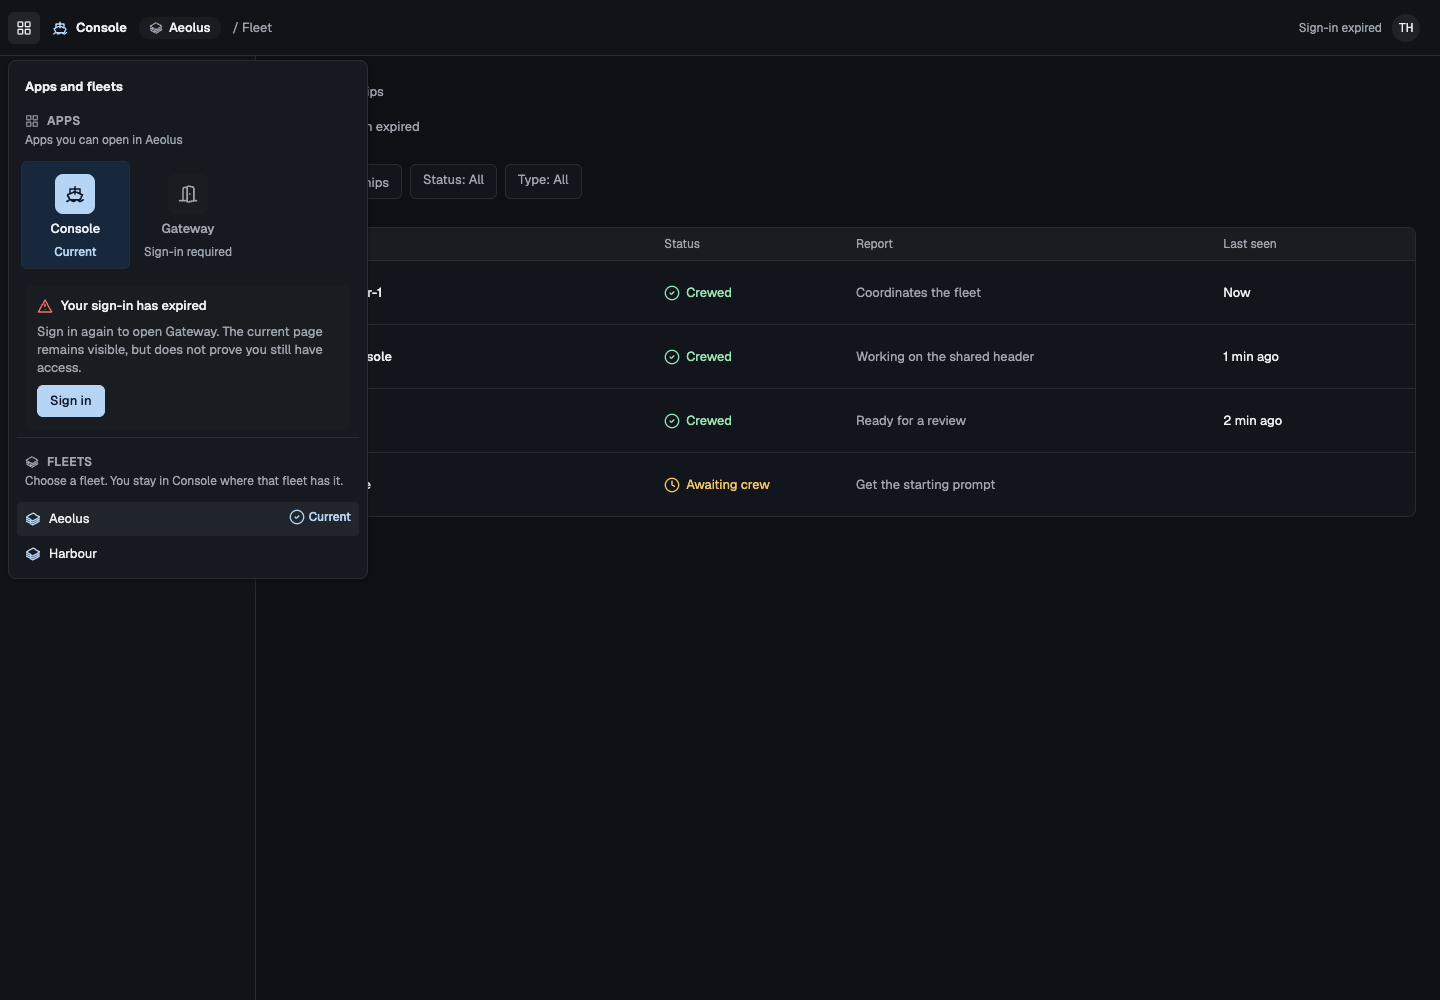 Console
Aeolus
/ Fleet
Sign-in expired
TH
Apps and fleets
APPS
Apps you can open in Aeolus
Console
Current
Gateway
Sign-in required
Your sign-in has expired
Sign in again to open Gateway. The current page
remains visible, but does not prove you still have
access.
Sign in
FLEETS
Choose a fleet. You stay in Console where that fleet has it.
Aeolus
Current
Harbour
expired
Status: All
Type: All
Status
Report
Last seen
Crewed
Coordinates the fleet
Now
Crewed
Working on the shared header
1 min ago
Crewed
Ready for a review
2 min ago
Awaiting crew
Get the starting prompt